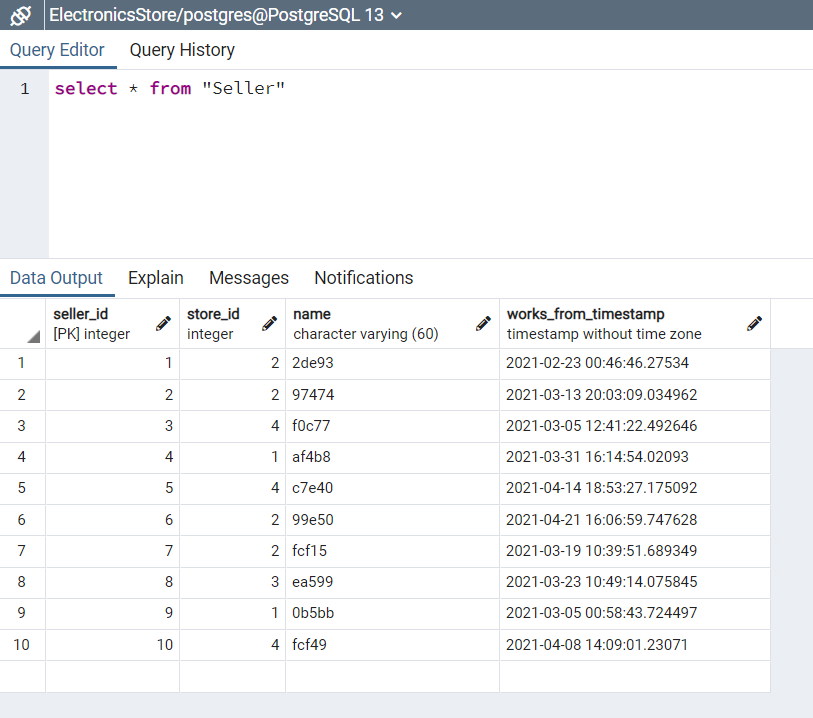 ElectronicsStore/postgres@PostgreSQL 13
Query Editor Query History
1 select * from "Seller"
Data Output Explain Messages Notifications
seller_id store_id name works_from_timestamp
[PK] integer integer character varying (60) timestamp without time zone
1 1 2 2de93 2021-02-23 00:46:46.27534
2 2 2 97474 2021-03-13 20:03:09.034962
3 3 4 f0c77 2021-03-05 12:41:22.492646
4 4 1 af4b8 2021-03-31 16:14:54.02093
5 5 4 c7e40 2021-04-14 18:53:27.175092
6 6 2 99e50 2021-04-21 16:06:59.747628
7 7 2 fcf15 2021-03-19 10:39:51.689349
8 8 3 ea599 2021-03-23 10:49:14.075845
9 9 1 0b5bb 2021-03-05 00:58:43.724497
10 10 4 fcf49 2021-04-08 14:09:01.23071